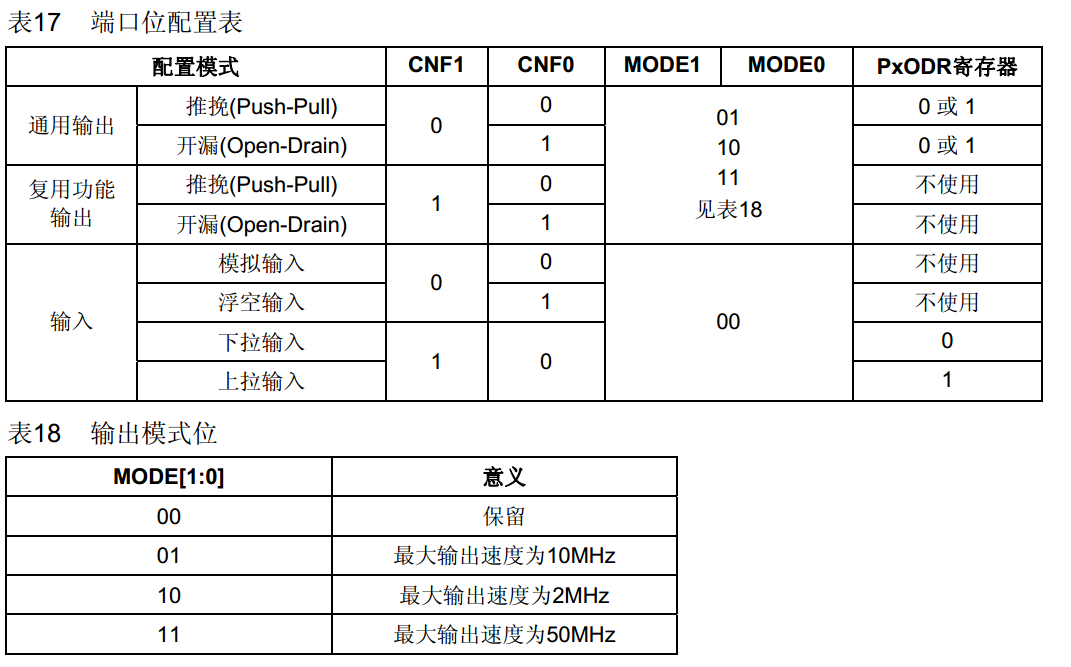 表17 端口位配置表
配置模式 CNF1 CNF0 MODE1 MODE0 PxODR寄存器
通用输出 推挽(Push-Pull) 0 0 01 10 11 见表18 0 或 1
开漏(Open-Drain) 1 0 或 1
复用功能输出 推挽(Push-Pull) 1 0 不使用
开漏(Open-Drain) 1 不使用
输入 模拟输入 0 0 00 不使用
浮空输入 1 不使用
下拉输入 1 0 0
上拉输入 1
表18 输出模式位
MODE[1:0] 意义
00 保留
01 最大输出速度为10MHz
10 最大输出速度为2MHz
11 最大输出速度为50MHz